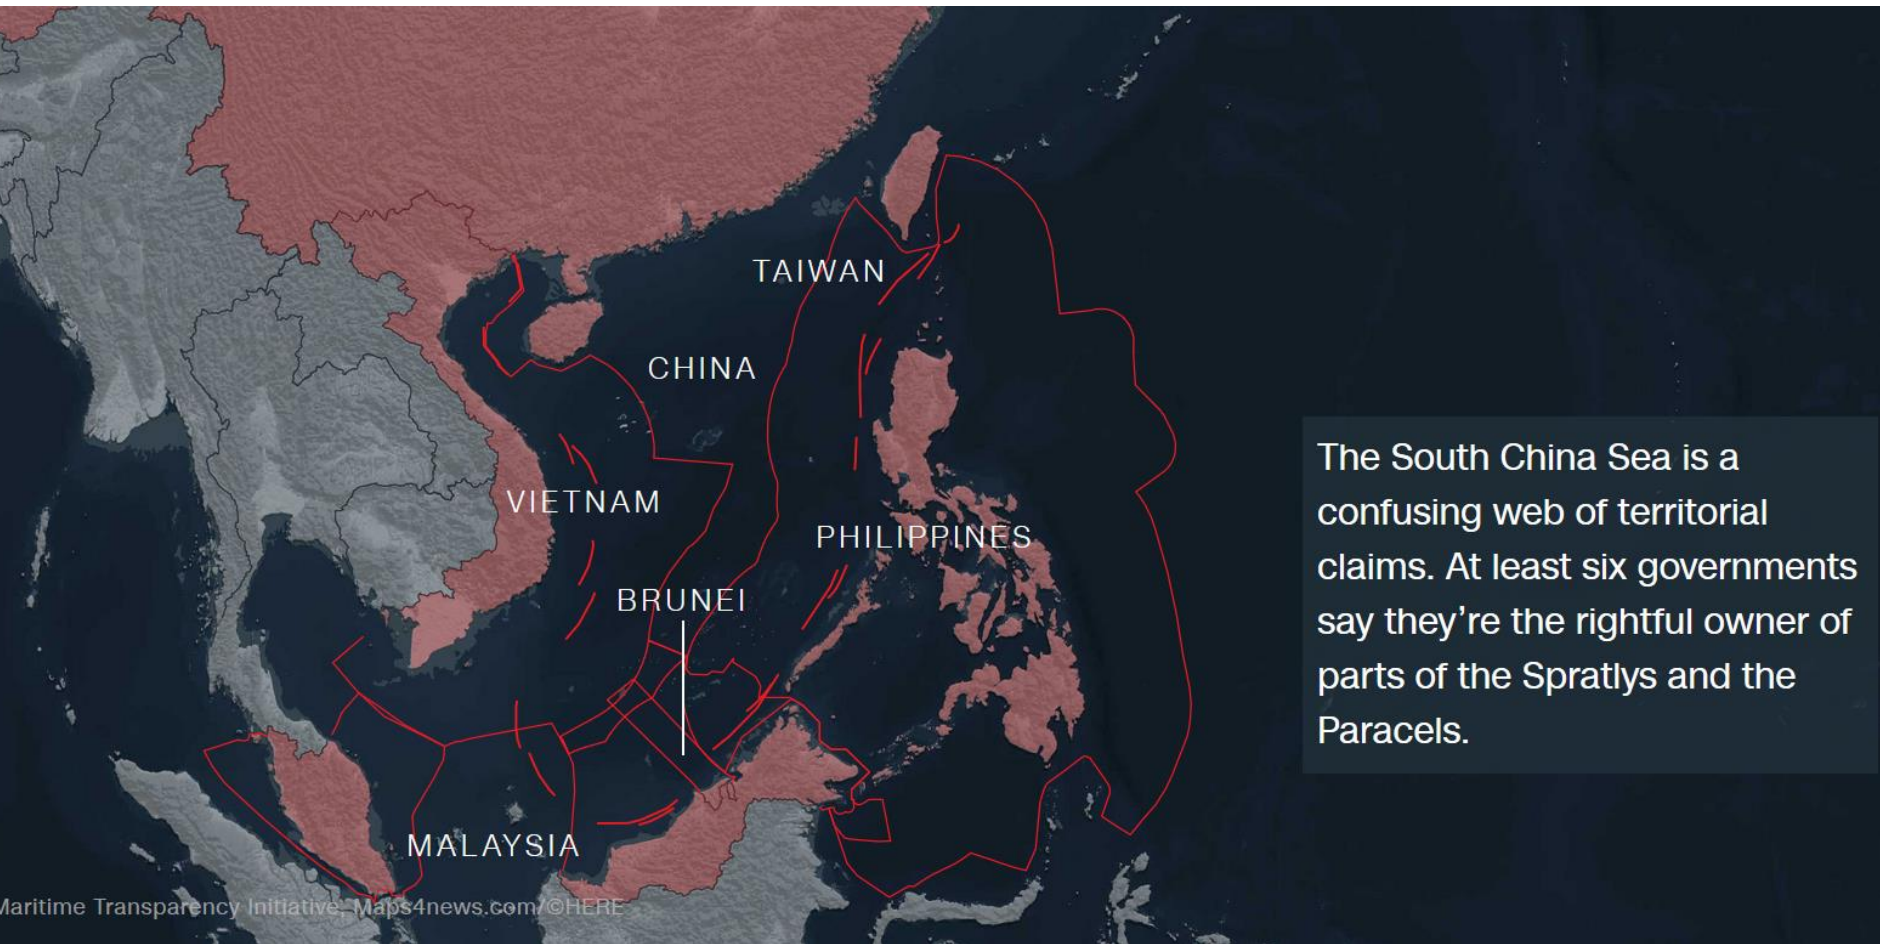 TAIWAN
CHINA
VIETNAM
PHILIPPINES
BRUNEI
MALAYSIA
The South China Sea is a
confusing web of territorial
claims. At least six governments
say they’re the rightful owner of
parts of the Spratlys and the
Paracels.
Maritime Transparency Initiative, Maps4news.com/©HERE